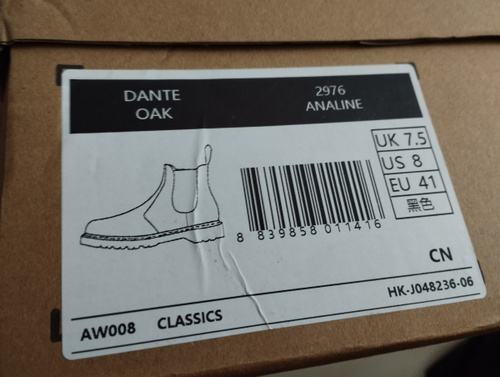 DANTE
OAK
2976
ANALINE
UK 7.5
US 8
EU 41
黑色
8 839858 011416
CN
HK-J048236-06
AW008 CLASSICS